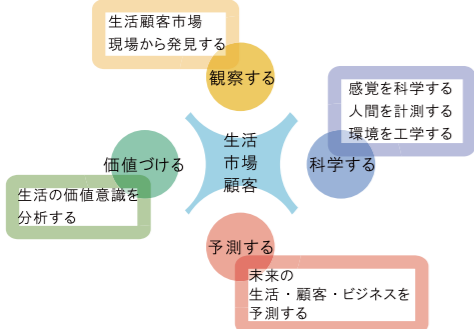 生活顧客市場
現場から発見する
観察する
感覚を科学する
人間を計測する
環境を工学する
生活
市場
顧客
価値づける
科学する
生活の価値意識を
分析する
予測する
未来の
生活・顧客・ビジネスを
予測する